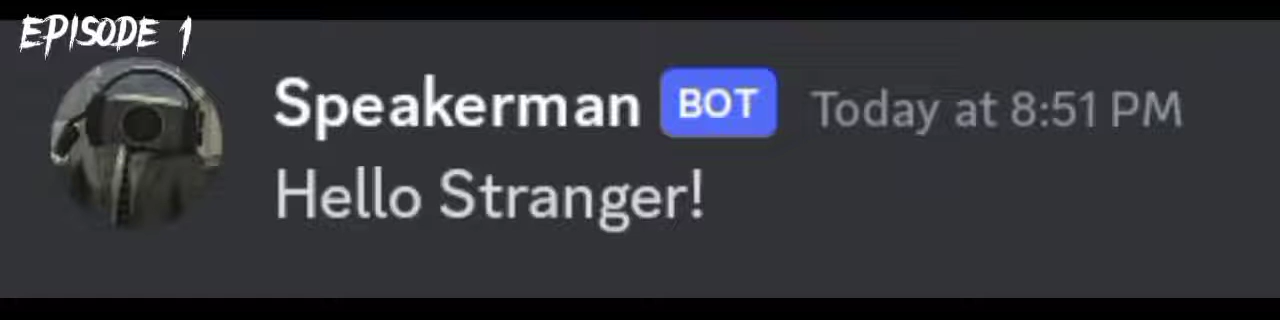 EPISODE 1
Speakerman BOT Today at 8:51 PM
Hello Stranger!